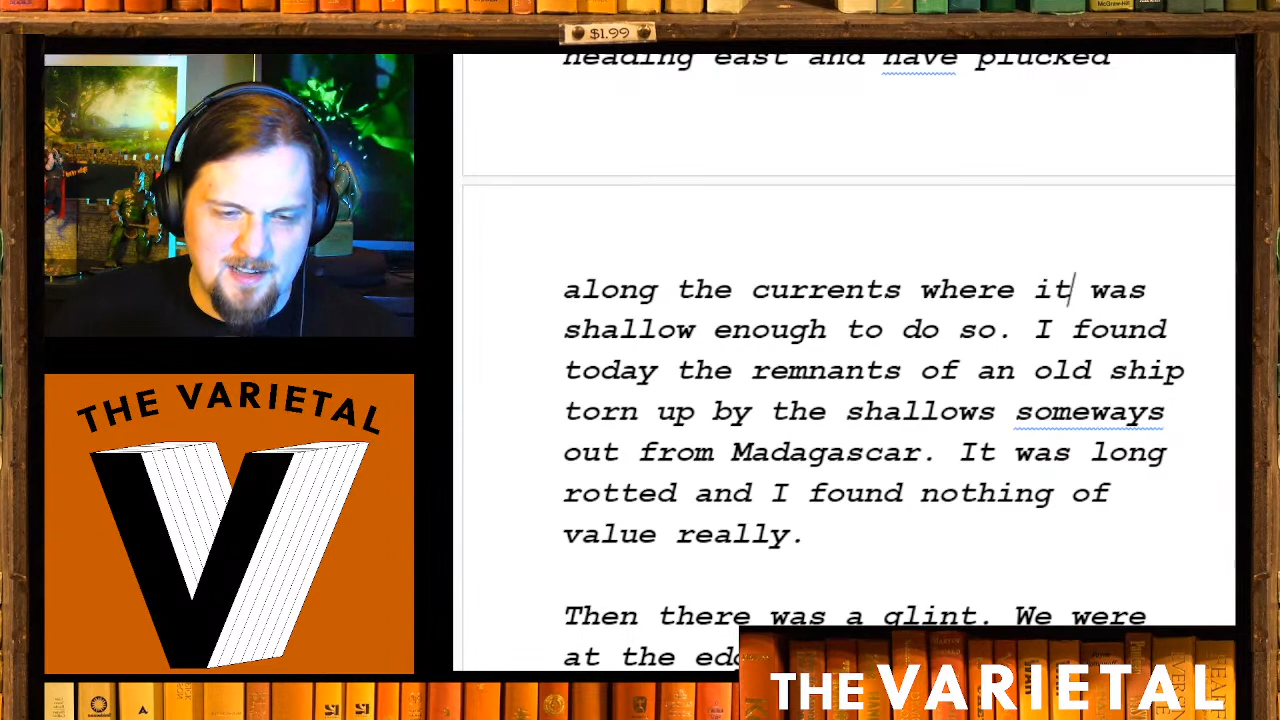 McGraw-Hill
$1.99
heading east and have plucked
along the currents where it was
shallow enough to do so. I found
today the remnants of an old ship
torn up by the shallows someways
out from Madagascar. It was long
rotted and I found nothing of
value really.
Then there was a glint. We were
at the
THE VARIETAL
THE VARIETAL